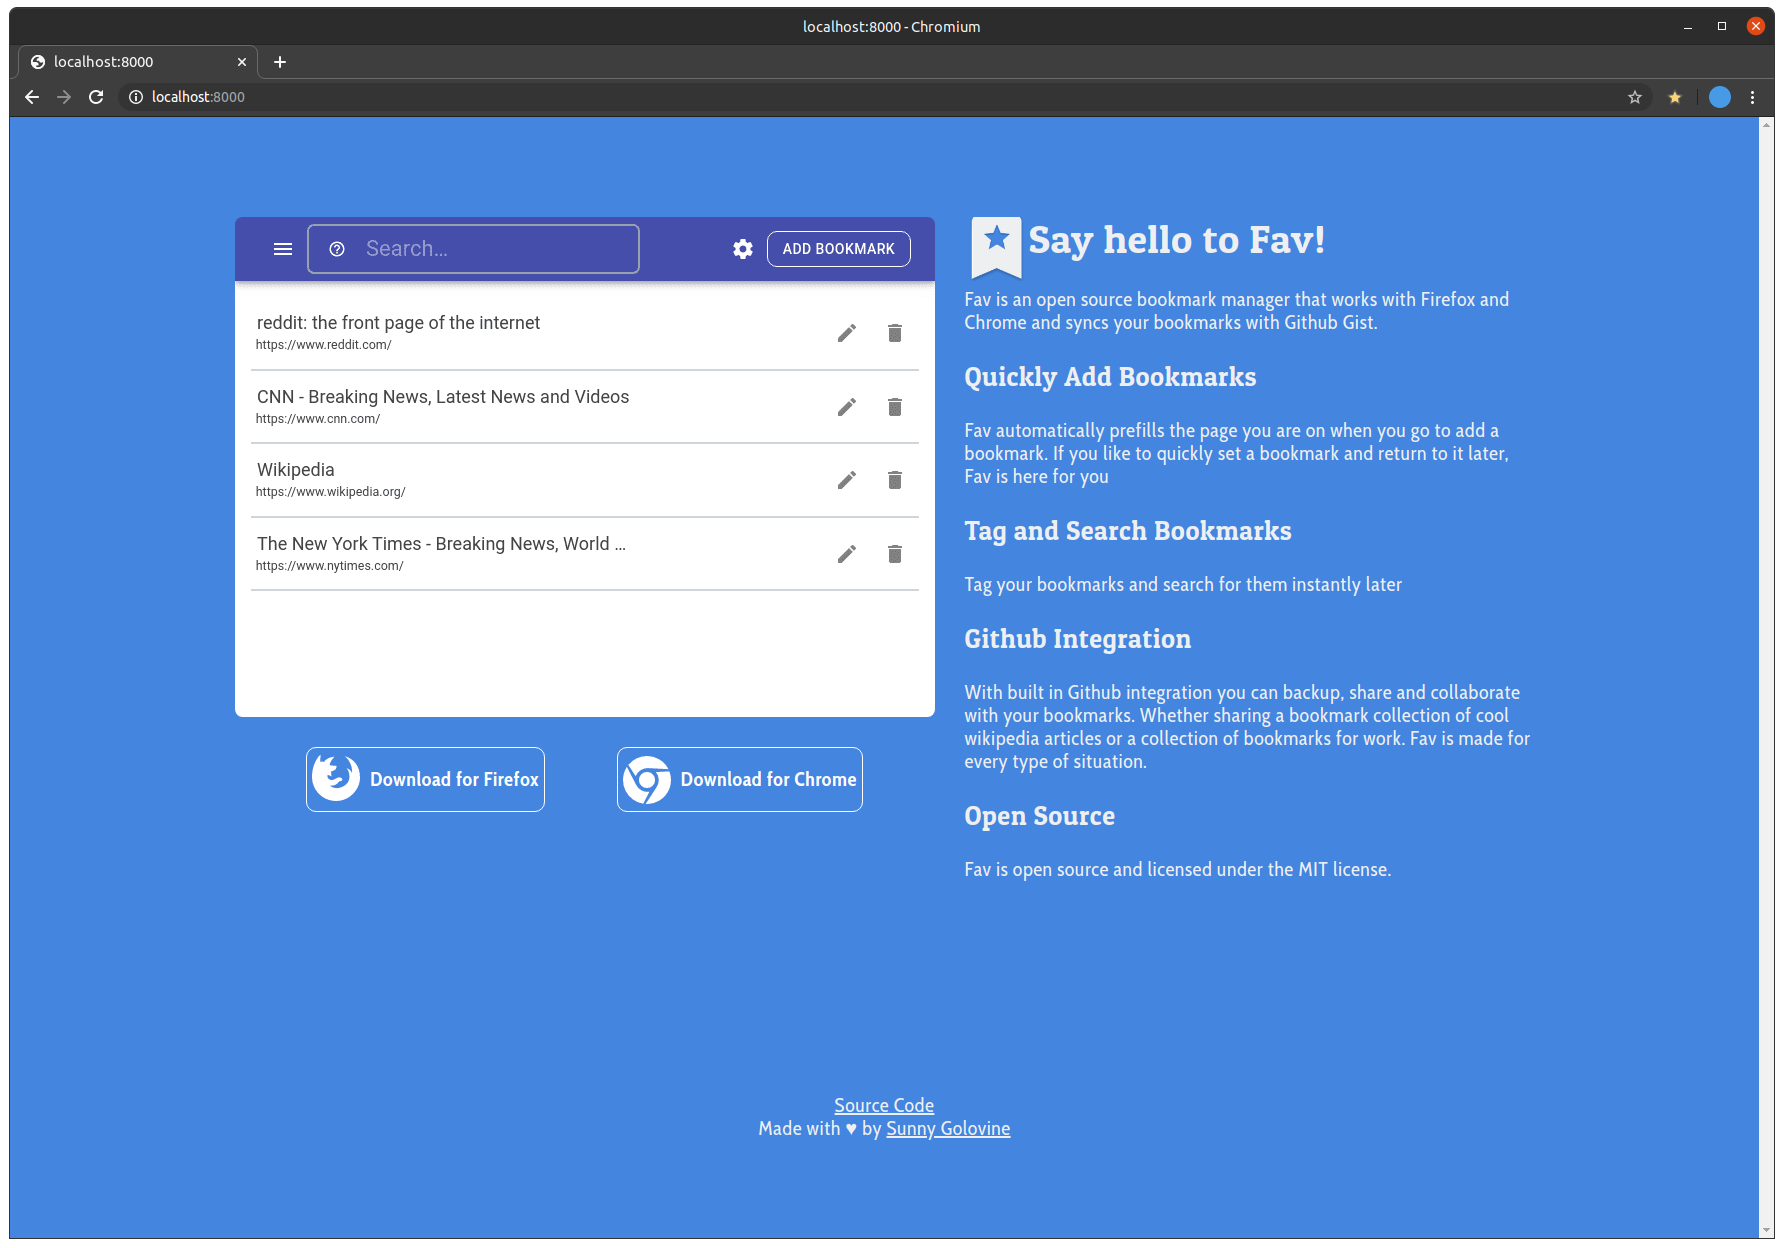 localhost:8000 - Chromium
localhost:8000
localhost:8000
Search...
ADD BOOKMARK
reddit: the front page of the internet
https://www.reddit.com/
CNN - Breaking News, Latest News and Videos
https://www.cnn.com/
Wikipedia
https://www.wikipedia.org/
The New York Times - Breaking News, World ...
https://www.nytimes.com/
Download for Firefox
Download for Chrome
Say hello to Fav!
Fav is an open source bookmark manager that works with Firefox and
Chrome and syncs your bookmarks with Github Gist.
Quickly Add Bookmarks
Fav automatically prefills the page you are on when you go to add a
bookmark. If you like to quickly set a bookmark and return to it later,
Fav is here for you
Tag and Search Bookmarks
Tag your bookmarks and search for them instantly later
Github Integration
With built in Github integration you can backup, share and collaborate
with your bookmarks. Whether sharing a bookmark collection of cool
wikipedia articles or a collection of bookmarks for work. Fav is made for
every type of situation.
Open Source
Fav is open source and licensed under the MIT license.
Source Code
Made with ♥ by Sunny Golovine